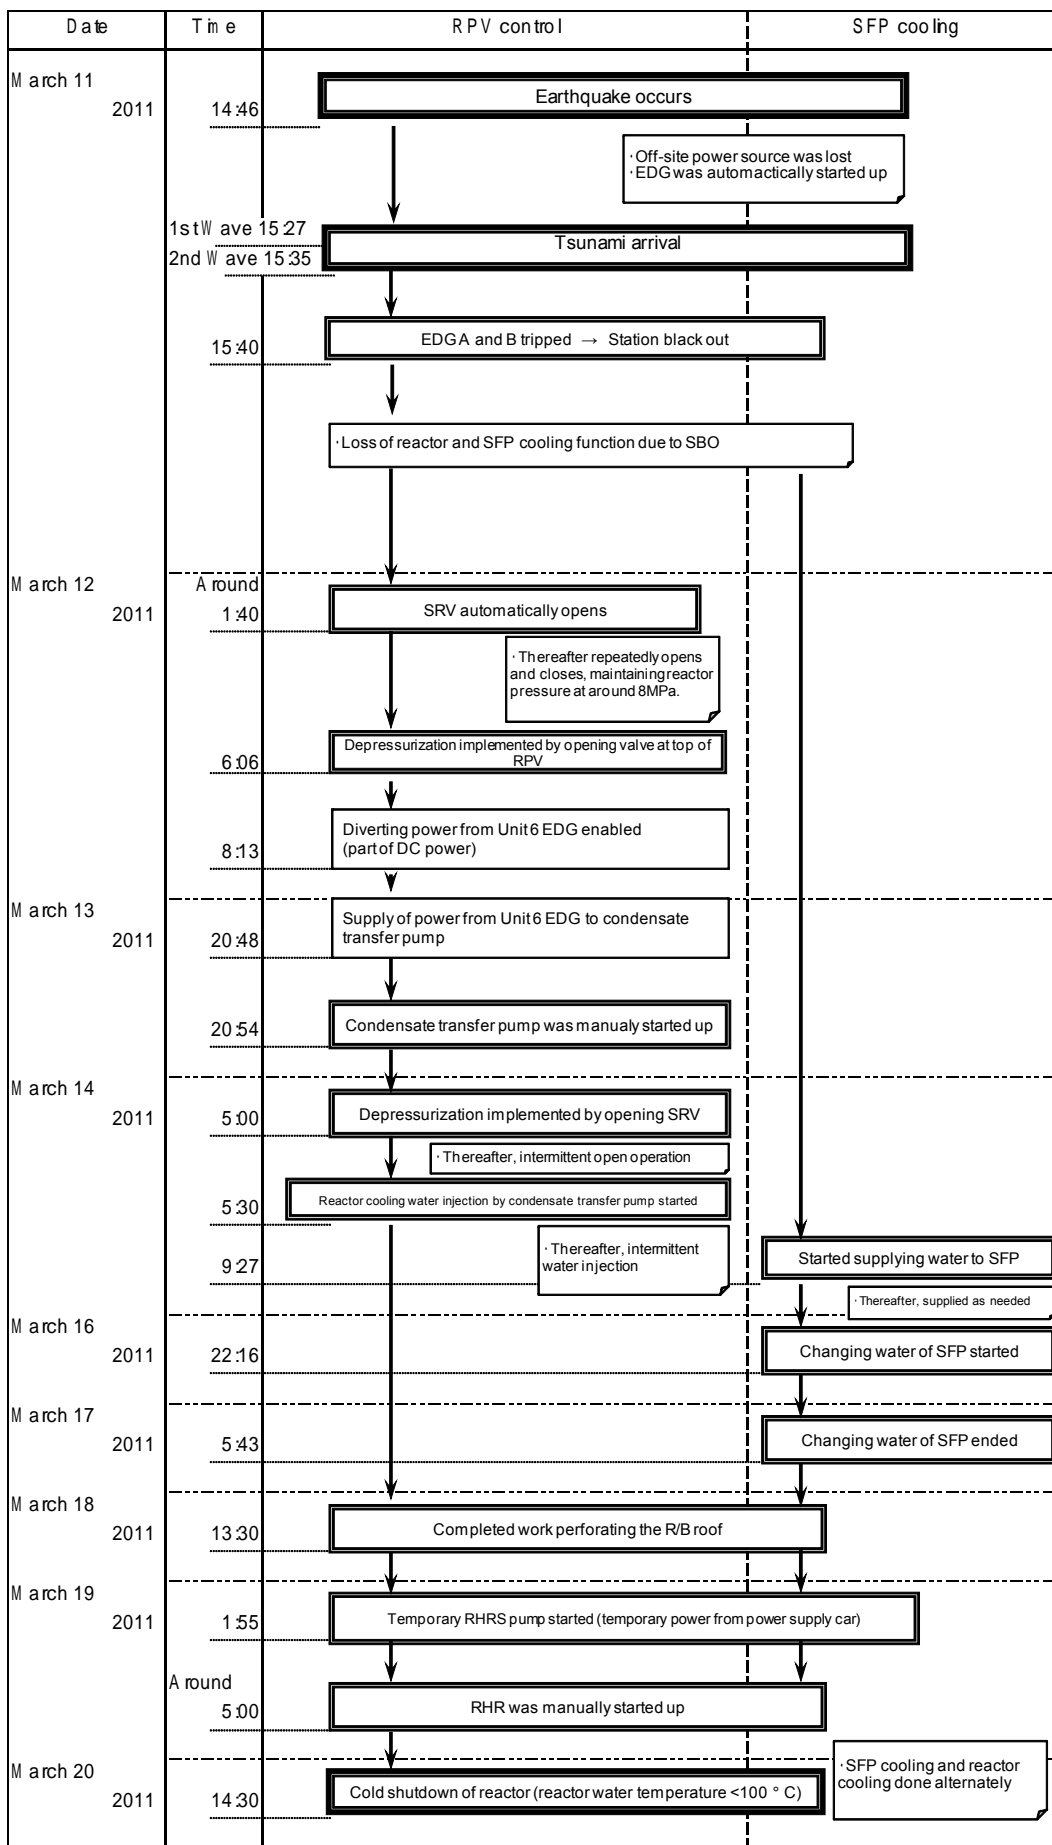 Date Time RPV control SFP cooling
March 11
2011 14:46 Earthquake occurs
·Off-site power source was lost
·EDG was automactically started up
1st Wave 15:27
Tsunami arrival
2nd Wave 15:35
15:40 EDG A and B tripped → Station black out
·Loss of reactor and SFP cooling function due to SBO
March 12 Around
2011 1:40 SRV automatically opens
·Thereafter repeatedly opens
and closes, maintaining reactor
pressure at around 8MPa.
6:06 Depressurization implemented by opening valve at top of
RPV
Diverting power from Unit 6 EDG enabled
8:13 (part of DC power)
March 13
Supply of power from Unit 6 EDG to condensate
2011 20:48 transfer pump
20:54 Condensate transfer pump was manualy started up
March 14
2011 5:00 Depressurization implemented by opening SRV
·Thereafter, intermittent open operation
5:30 Reactor cooling water injection by condensate transfer pump started
·Thereafter, intermittent
water injection
9:27 Started supplying water to SFP
·Thereafter, supplied as needed
March 16
2011 22:16 Changing water of SFP started
March 17
2011 5:43 Changing water of SFP ended
March 18
2011 13:30 Completed work perforating the R/B roof
March 19
2011 1:55 Temporary RHRS pump started (temporary power from power supply car)
Around
5:00 RHR was manually started up
March 20
·SFP cooling and reactor
cooling done alternately
2011 14:30 Cold shutdown of reactor (reactor water temperature <100 ° C)